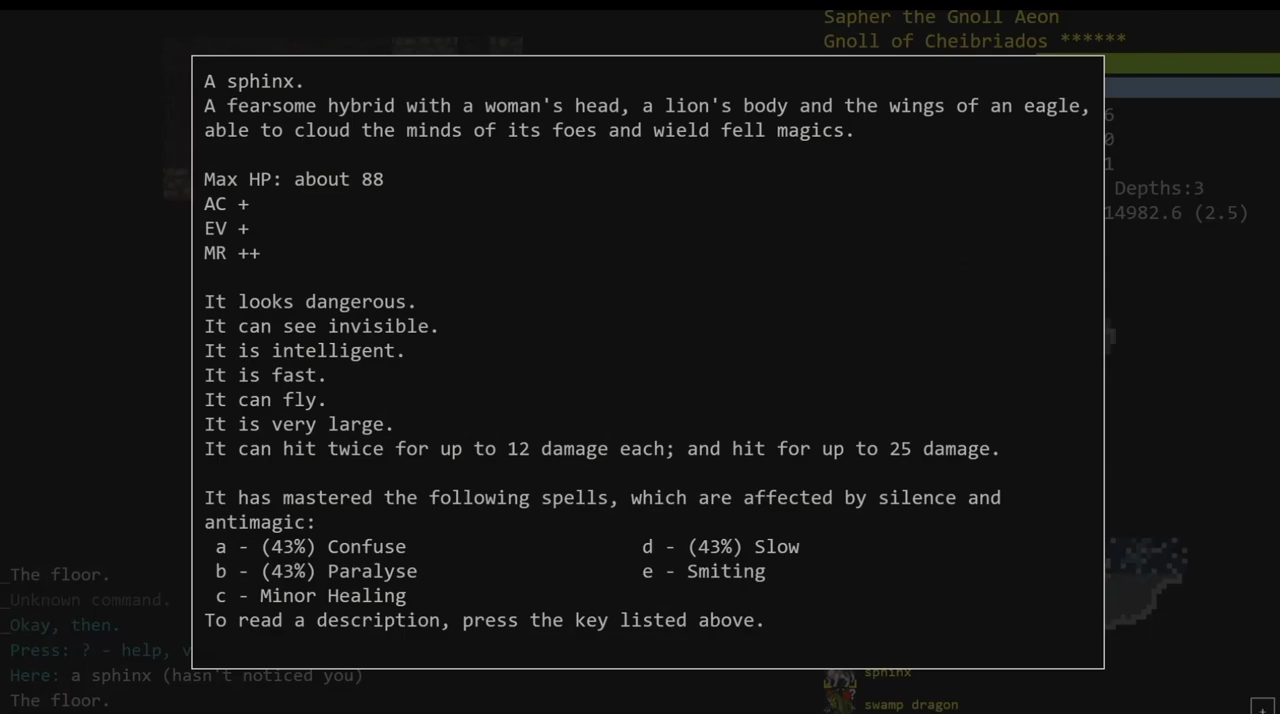 Sapher the Gnoll Aeon
Gnoll of Cheibriados ******
A sphinx.
A fearsome hybrid with a woman's head, a lion's body and the wings of an eagle,
able to cloud the minds of its foes and wield fell magics.
6
0
1
Max HP: about 88
Depths:3
AC +
14982.6 (2.5)
EV +
MR ++
It looks dangerous.
It can see invisible.
It is intelligent.
It is fast.
It can fly.
It is very large.
It can hit twice for up to 12 damage each; and hit for up to 25 damage.
It has mastered the following spells, which are affected by silence and
antimagic:
a - (43%) Confuse d - (43%) Slow
b - (43%) Paralyse e - Smiting
c - Minor Healing
To read a description, press the key listed above.
_The floor.
_Unknown command.
_Okay, then.
Press: ? - help, v
Here: a sphinx (hasn't noticed you)
The floor.
sphinx
swamp dragon